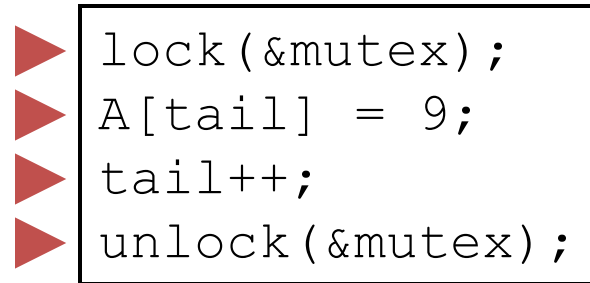 lock(&mutex);
A[tail] = 9;
tail++;
unlock(&mutex);